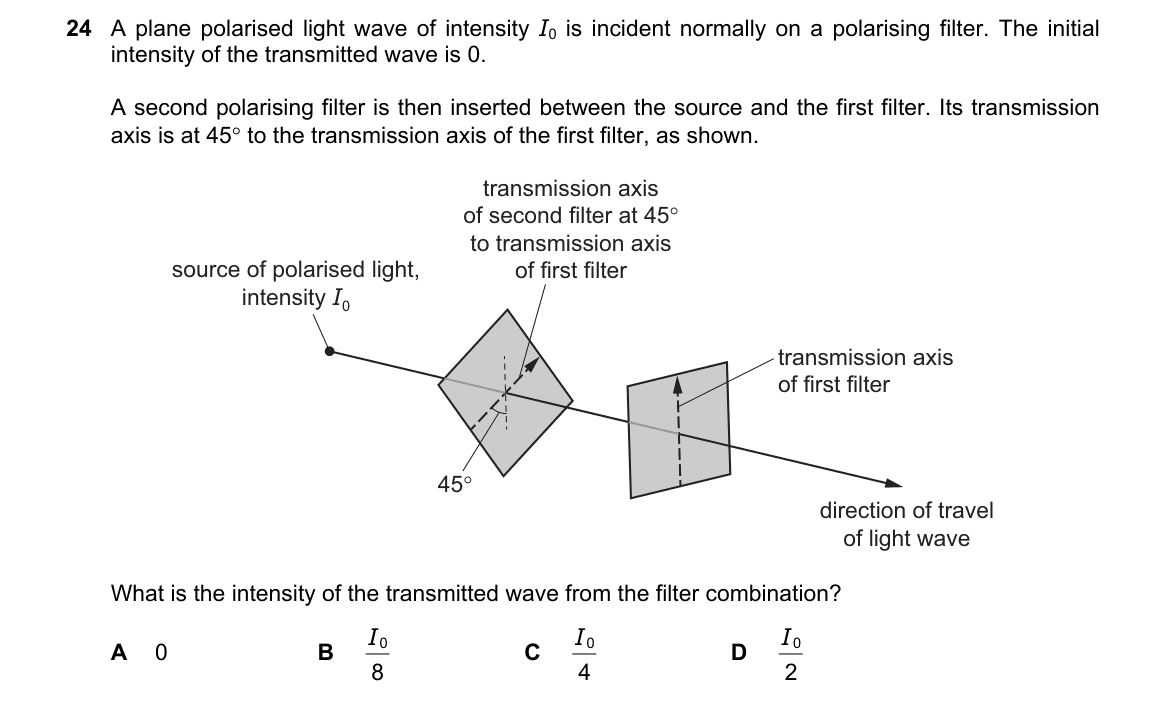 24 A plane polarised light wave of intensity I0 is incident normally on a polarising filter. The initial
intensity of the transmitted wave is 0.
A second polarising filter is then inserted between the source and the first filter. Its transmission
axis is at 45° to the transmission axis of the first filter, as shown.
transmission axis
of second filter at 45°
to transmission axis
of first filter
source of polarised light,
intensity I0
transmission axis
of first filter
45°
direction of travel
of light wave
What is the intensity of the transmitted wave from the filter combination?
A 0 B I0/8 C I0/4 D I0/2